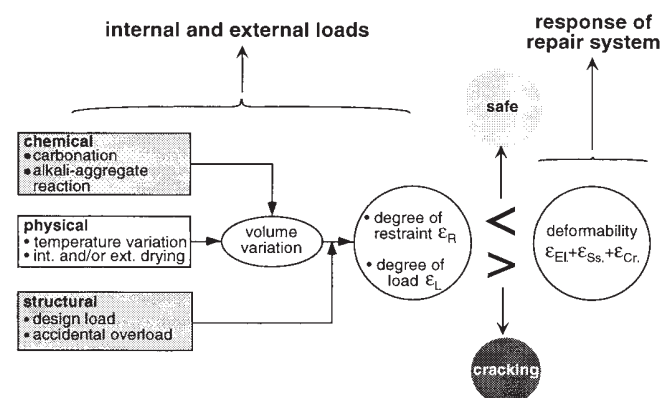 internal and external loads
response of
repair system
safe
chemical
• carbonation
• alkali-aggregate
reaction
physical
• temperature variation
• int. and/or ext. drying
structural
• design load
• accidental overload
volume
variation
• degree of
restraint εR
• degree of
load εL
<
>
deformability
εEl.+εSs.+εCr.
cracking